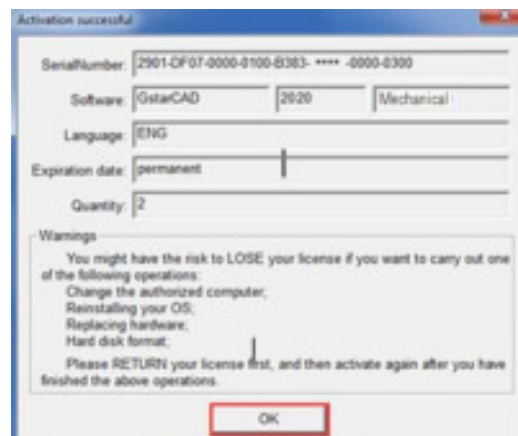 Activation successful
SerialNumber: 2901-DF07-0000-0100-B383- **** -0000-0300
Software: GstarCAD 2020 Mechanical
Language: ENG
Expiration date: permanent
Quantity: 2
Warnings
You might have the risk to LOSE your license if you want to carry out one
of the following operations:
Change the authorized computer;
Reinstalling your OS;
Replacing hardware;
Hard disk format;
Please RETURN your license first, and then activate again after you have
finished the above operations.
OK